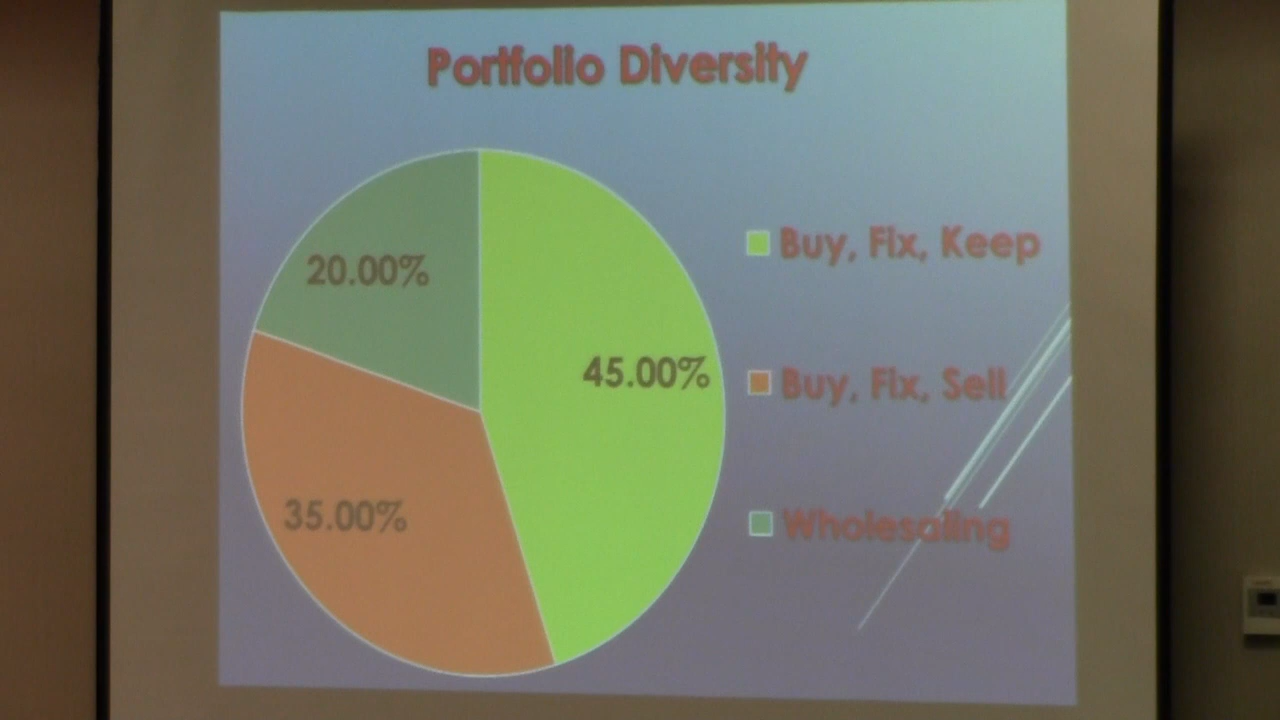 Portfolio Diversity
20.00%
45.00%
35.00%
Buy, Fix, Keep
Buy, Fix, Sell
Wholesaling